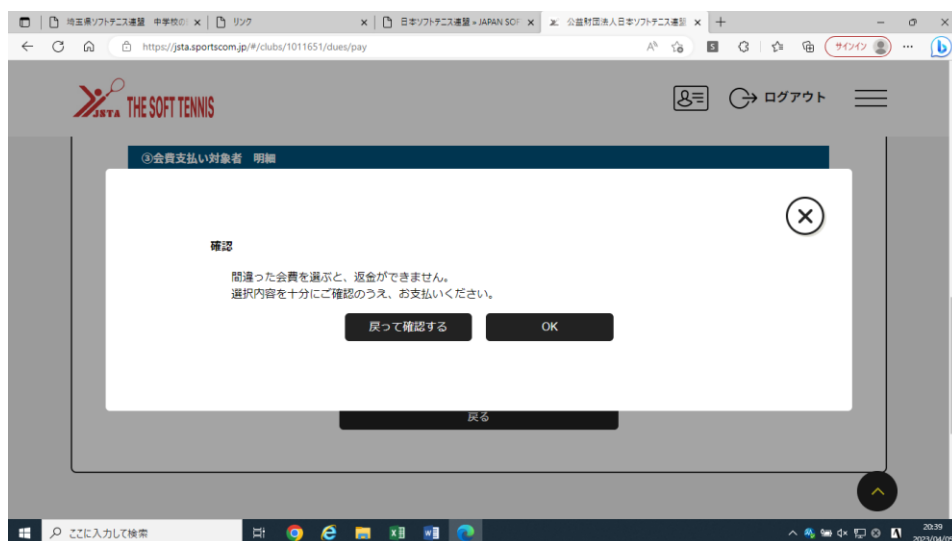 埼玉県ソフトテニス連盟 中学校の
リンク
日本ソフトテニス連盟 » JAPAN SOF
公益財団法人日本ソフトテニス連盟
https://jsta.sportscom.jp/#/clubs/1011651/dues/pay
サインイン
JSTA THE SOFT TENNIS
ログアウト
③会費支払い対象者 明細
確認
間違った会費を選ぶと、返金ができません。
選択内容を十分にご確認のうえ、お支払いください。
戻って確認する
OK
戻る
ここに入力して検索
20:39